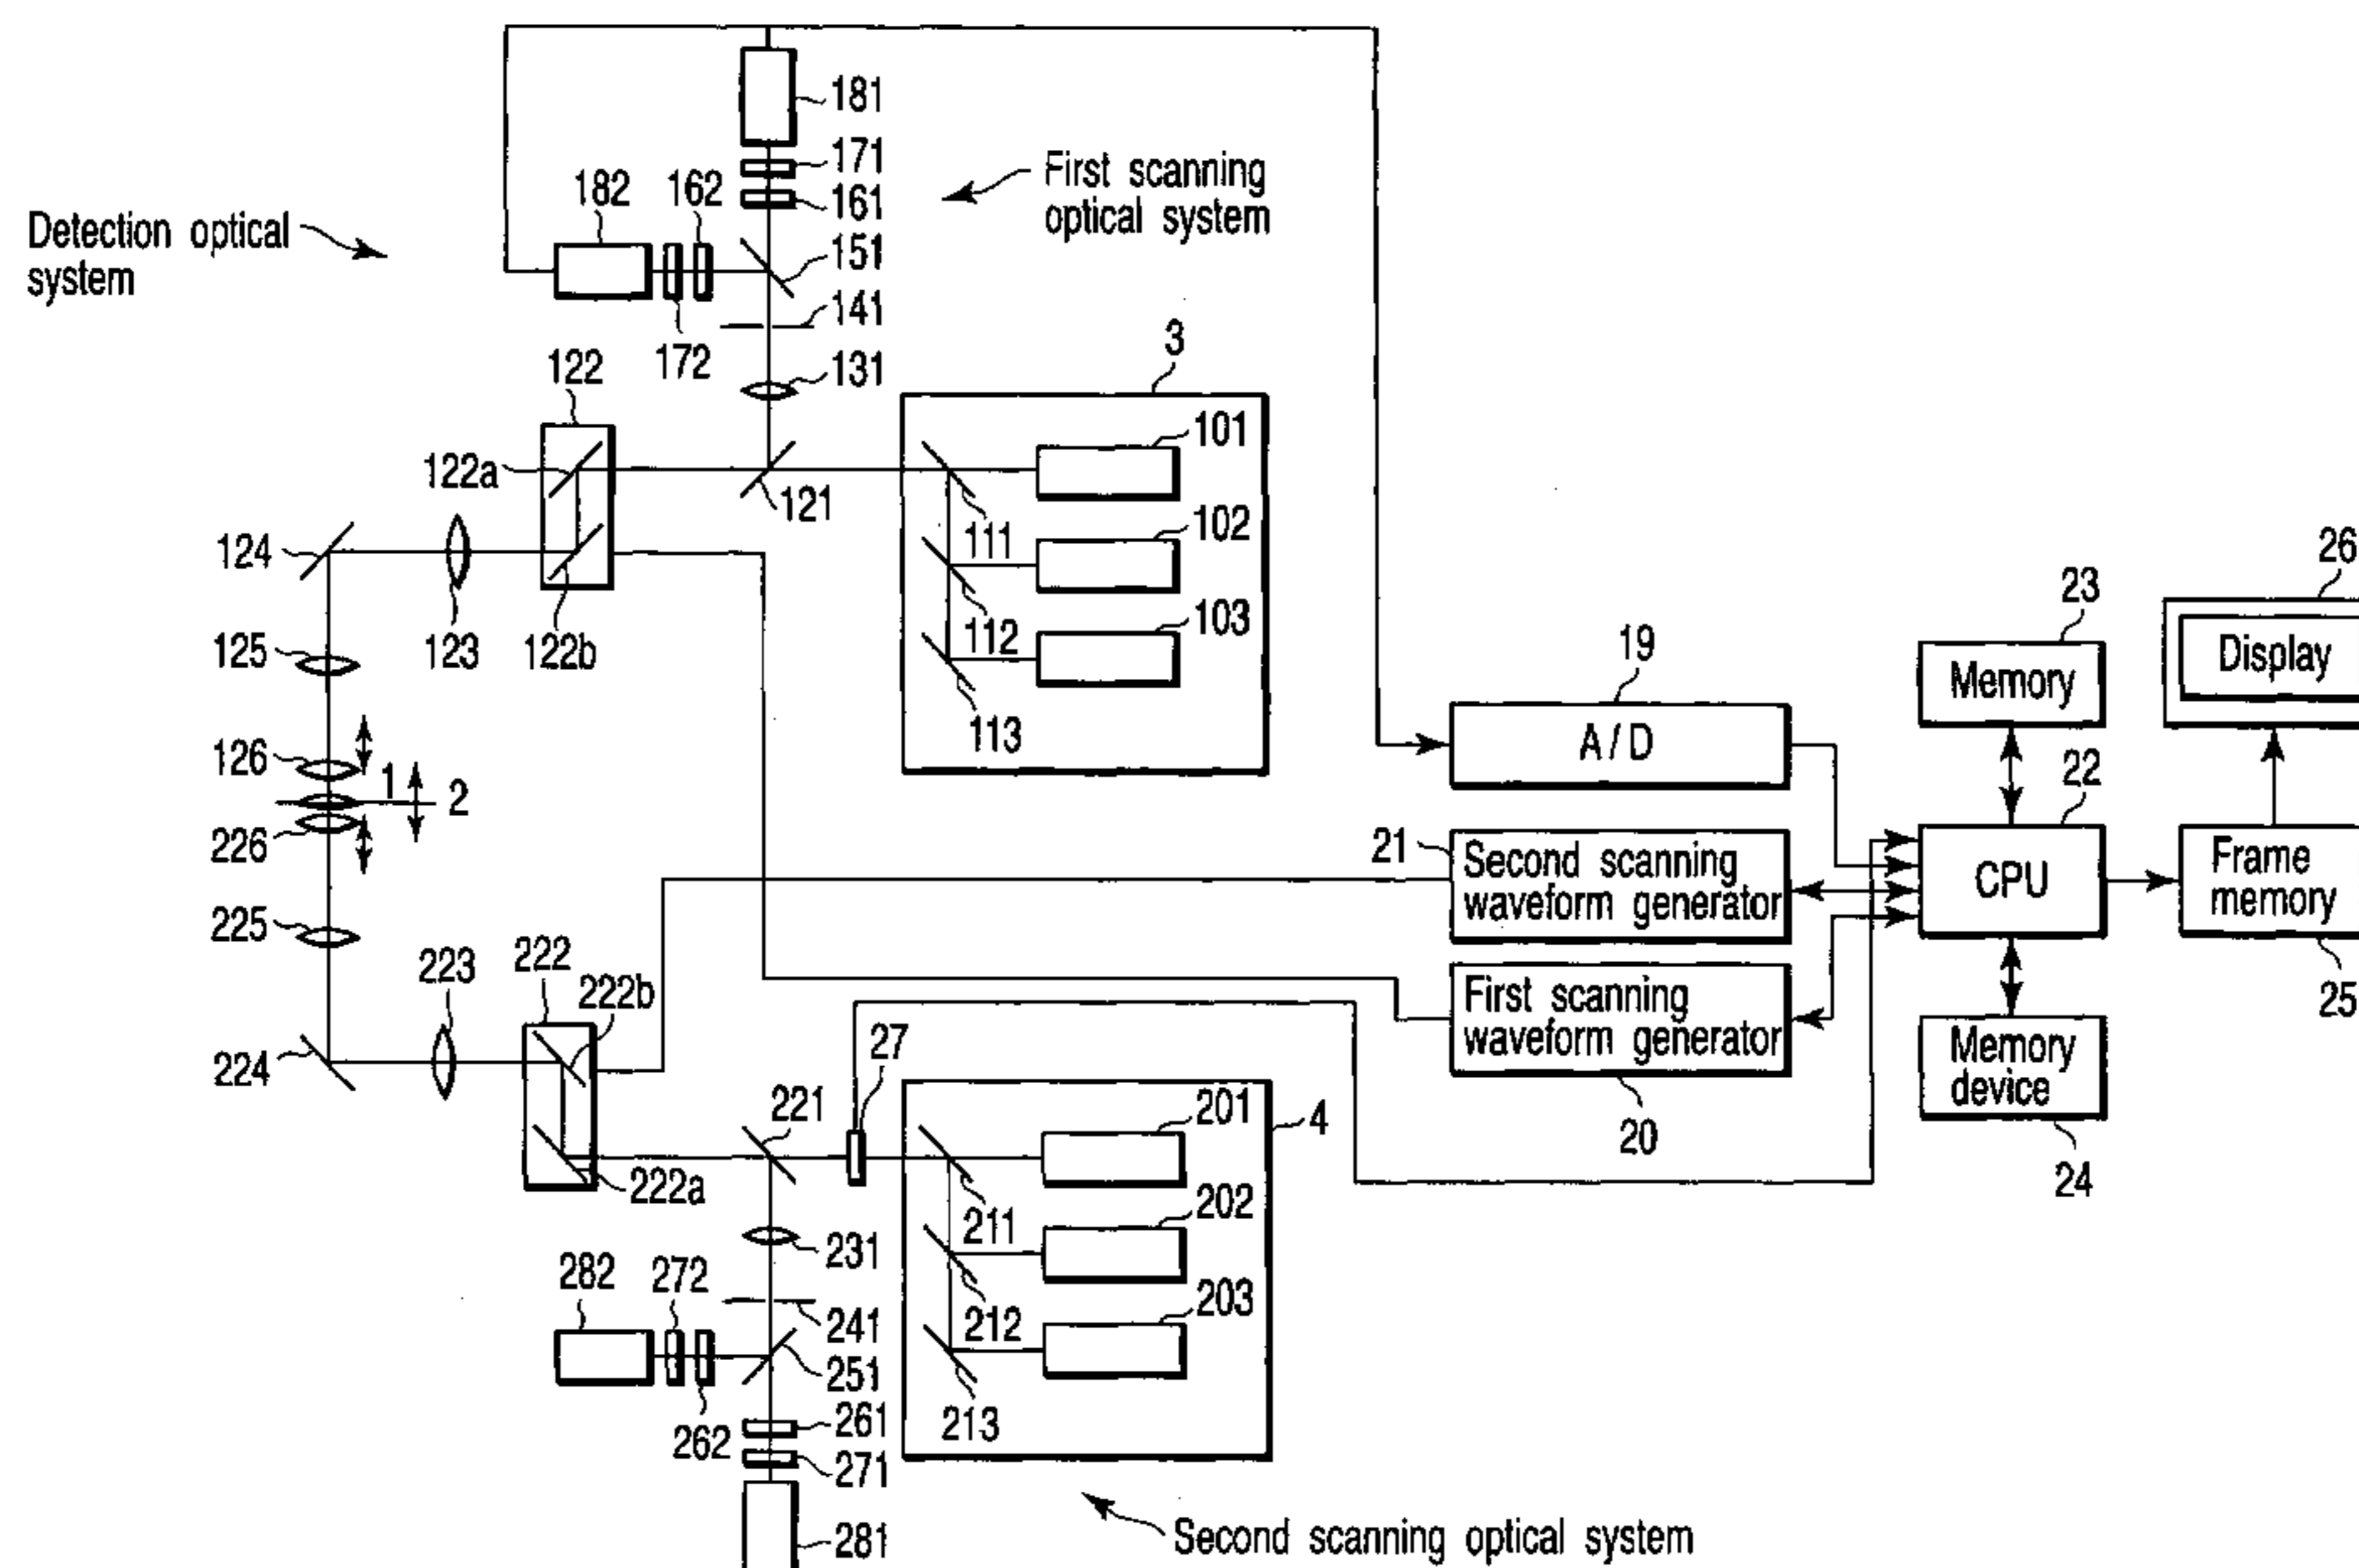 181
171
161
182
162
First scanning
optical system
Detection optical
system
151
141
172
3
122
131
101
122a
121
111
102
124
112
103
125
123
122b
113
19
A/D
23
Memory
26
Display
126
1
2
226
22
CPU
21
Second scanning
waveform generator
Frame
memory
25
225
223
222
222b
First scanning
waveform generator
20
27
224
Memory
device
24
221
201
4
222a
211
202
231
282
272
212
203
241
251
213
262
261
271
281
Second scanning optical system